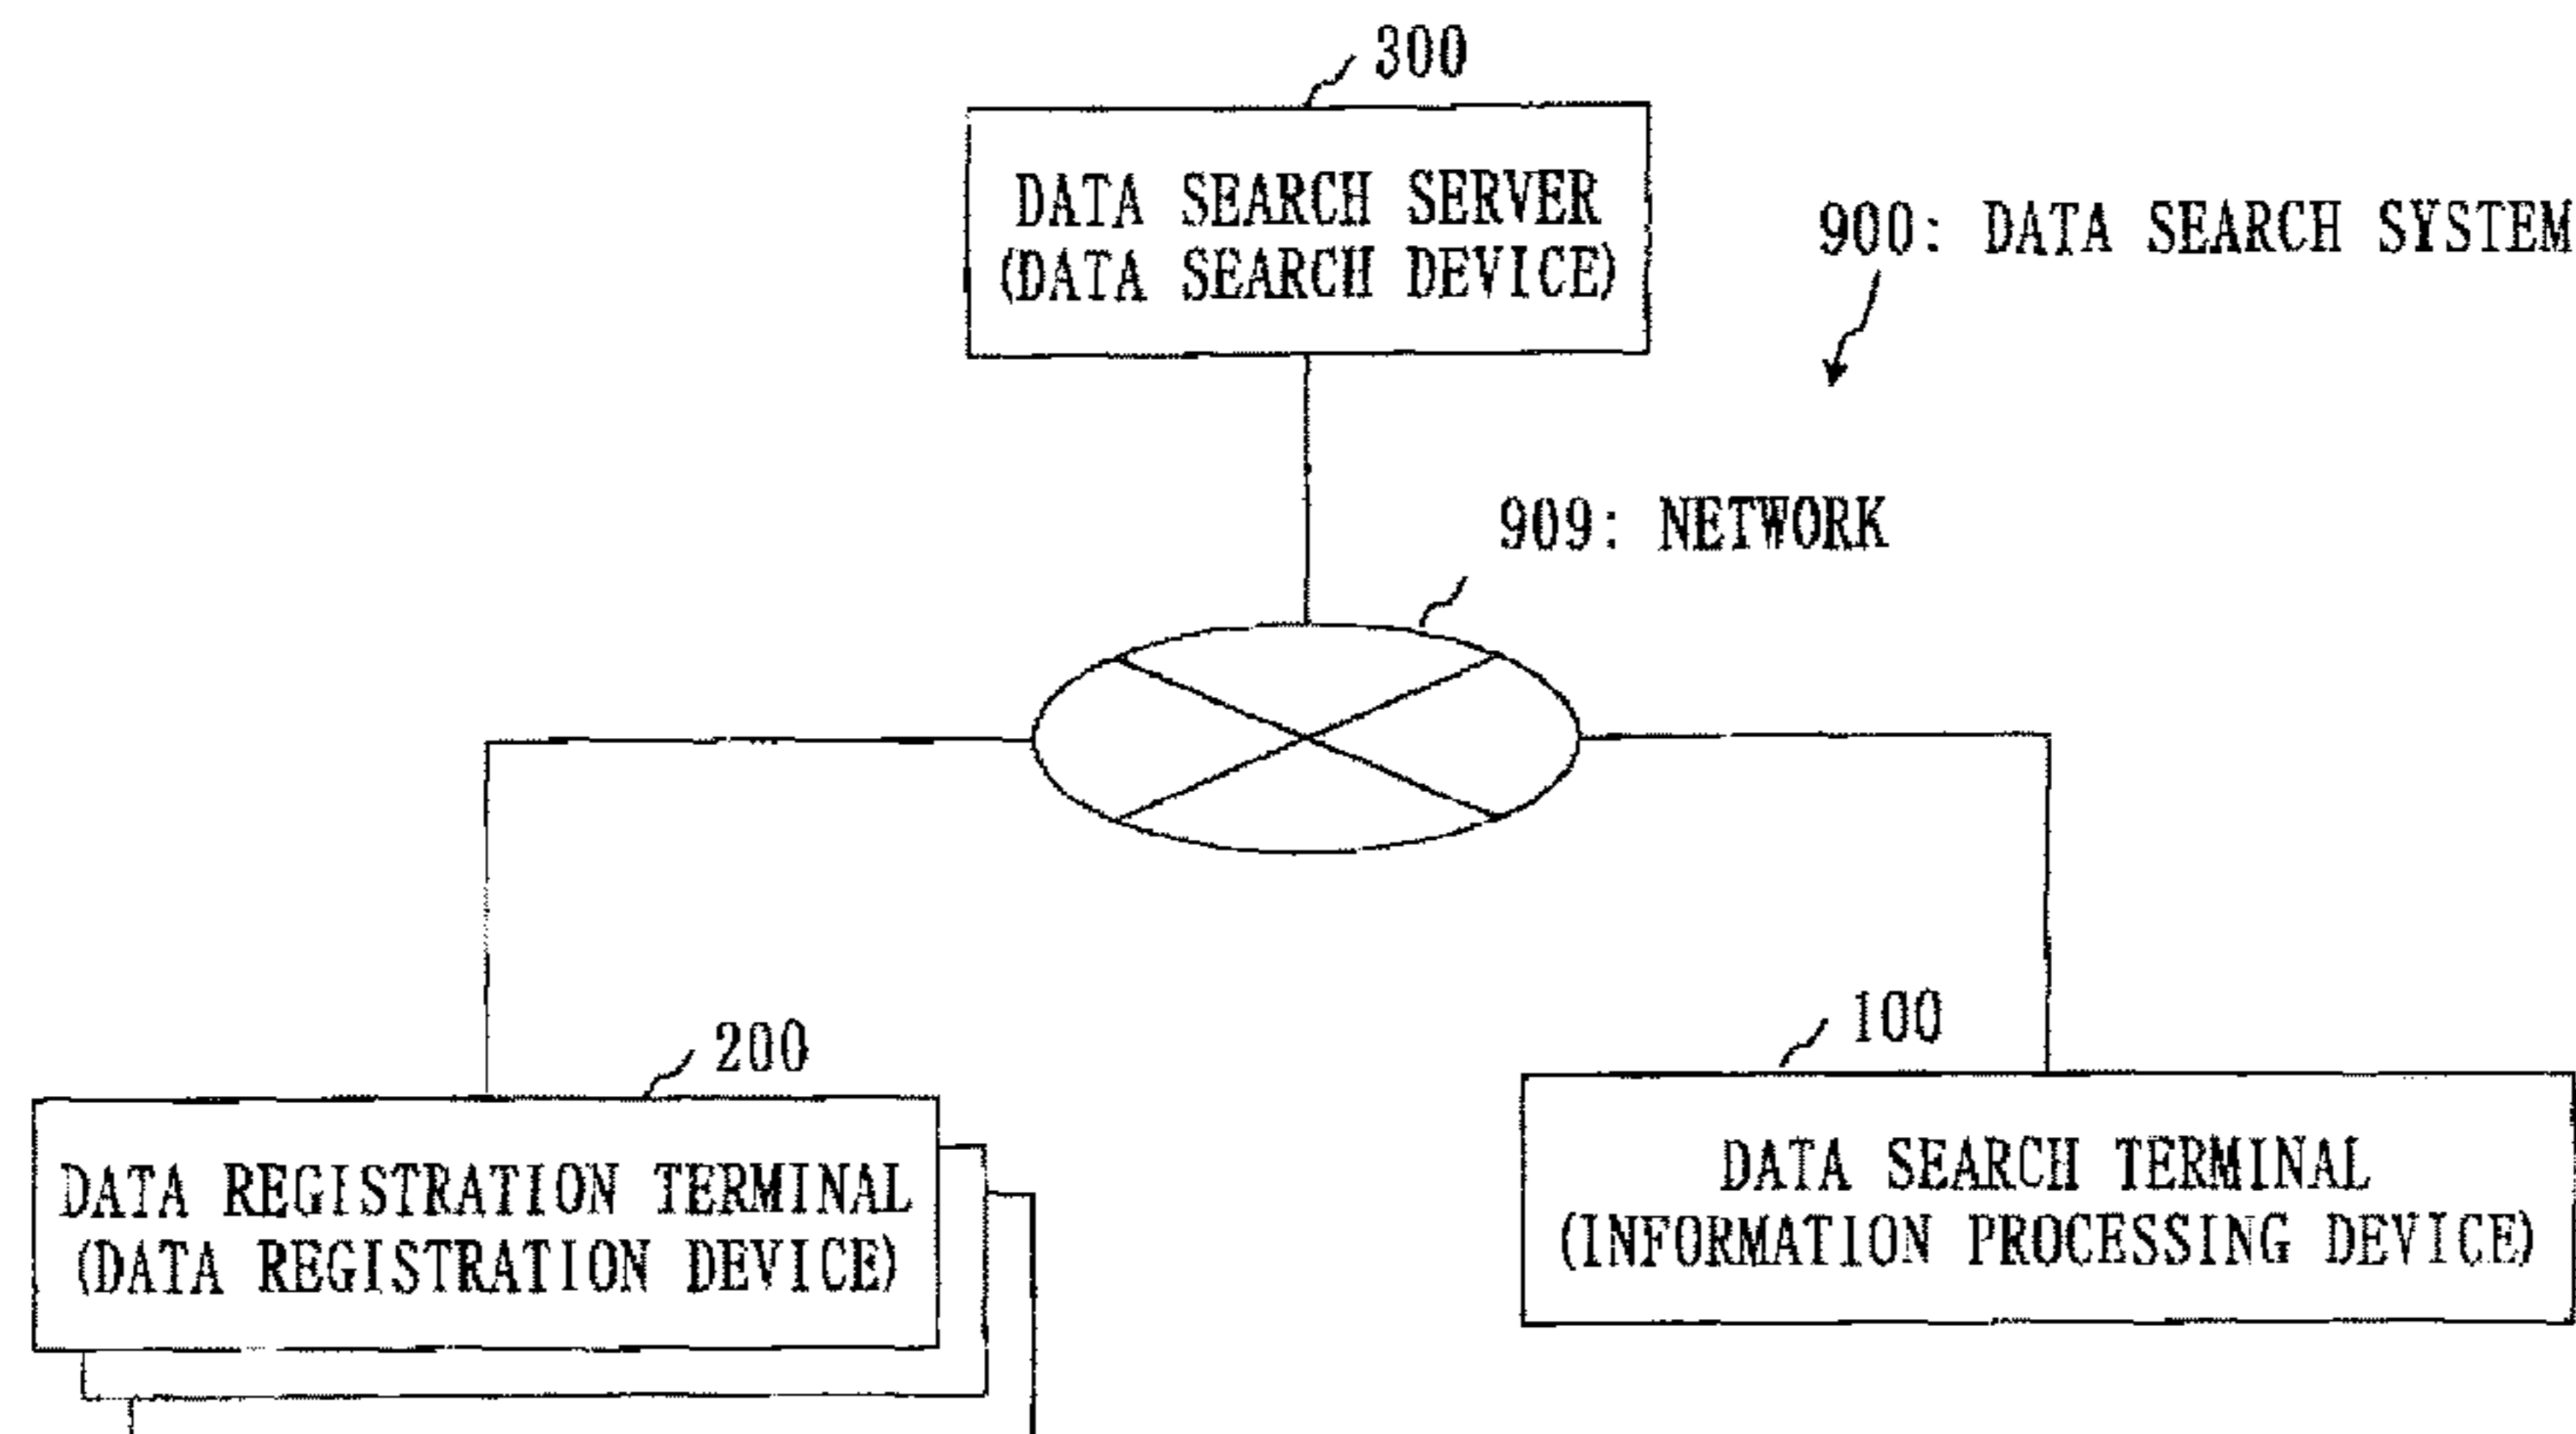 300
DATA SEARCH SERVER
(DATA SEARCH DEVICE)
900: DATA SEARCH SYSTEM
909: NETWORK
200
DATA REGISTRATION TERMINAL
(DATA REGISTRATION DEVICE)
100
DATA SEARCH TERMINAL
(INFORMATION PROCESSING DEVICE)